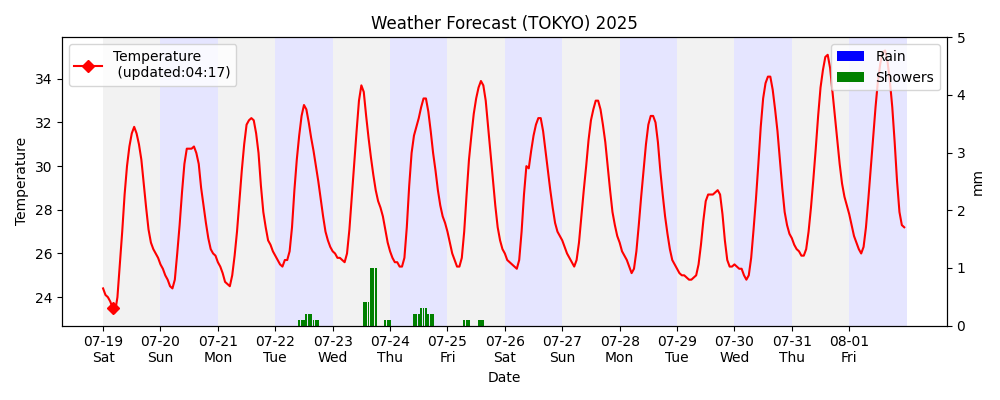 Weather Forecast (TOKYO) 2025
Temperature
(updated:04:17)
Rain
Showers
Temperature
34
32
30
28
26
24
5
4
3
2
1
0
mm
07-19 07-20 07-21 07-22 07-23 07-24 07-25 07-26 07-27 07-28 07-29 07-30 07-31 08-01
Sat Sun Mon Tue Wed Thu Fri Sat Sun Mon Tue Wed Thu Fri
Date